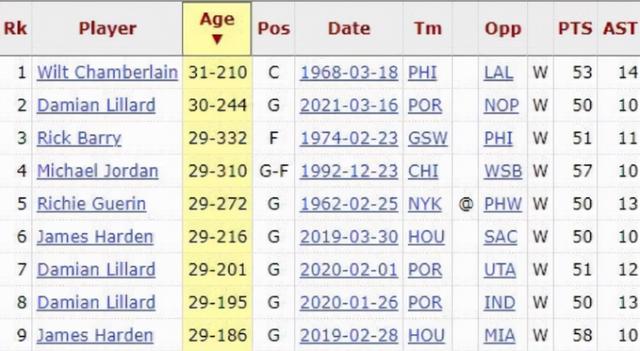 Rk Player Age ▼ Pos Date Tm Opp PTS AST
1 Wilt Chamberlain 31-210 C 1968-03-18 PHI LAL W 53 14
2 Damian Lillard 30-244 G 2021-03-16 POR NOP W 50 10
3 Rick Barry 29-332 F 1974-02-23 GSW PHI W 51 11
4 Michael Jordan 29-310 G-F 1992-12-23 CHI WSB W 57 10
5 Richie Guerin 29-272 G 1962-02-25 NYK @ PHW W 50 13
6 James Harden 29-216 G 2019-03-30 HOU SAC W 50 10
7 Damian Lillard 29-201 G 2020-02-01 POR UTA W 51 12
8 Damian Lillard 29-195 G 2020-01-26 POR IND W 50 13
9 James Harden 29-186 G 2019-02-28 HOU MIA W 58 10